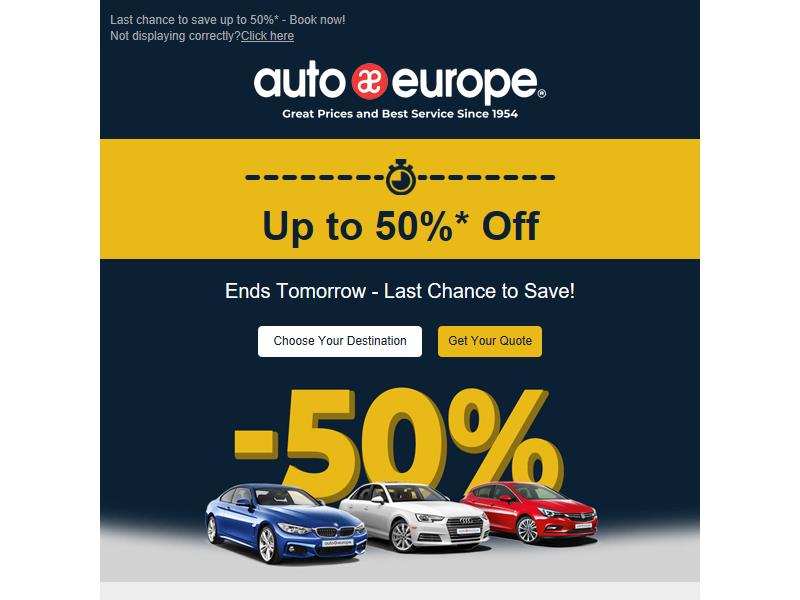 Last chance to save up to 50%* - Book now!
Not displaying correctly?Click here
auto æ europe®
Great Prices and Best Service Since 1954
Up to 50%* Off
Ends Tomorrow - Last Chance to Save!
Choose Your Destination
Get Your Quote
-50%
auto æ europe